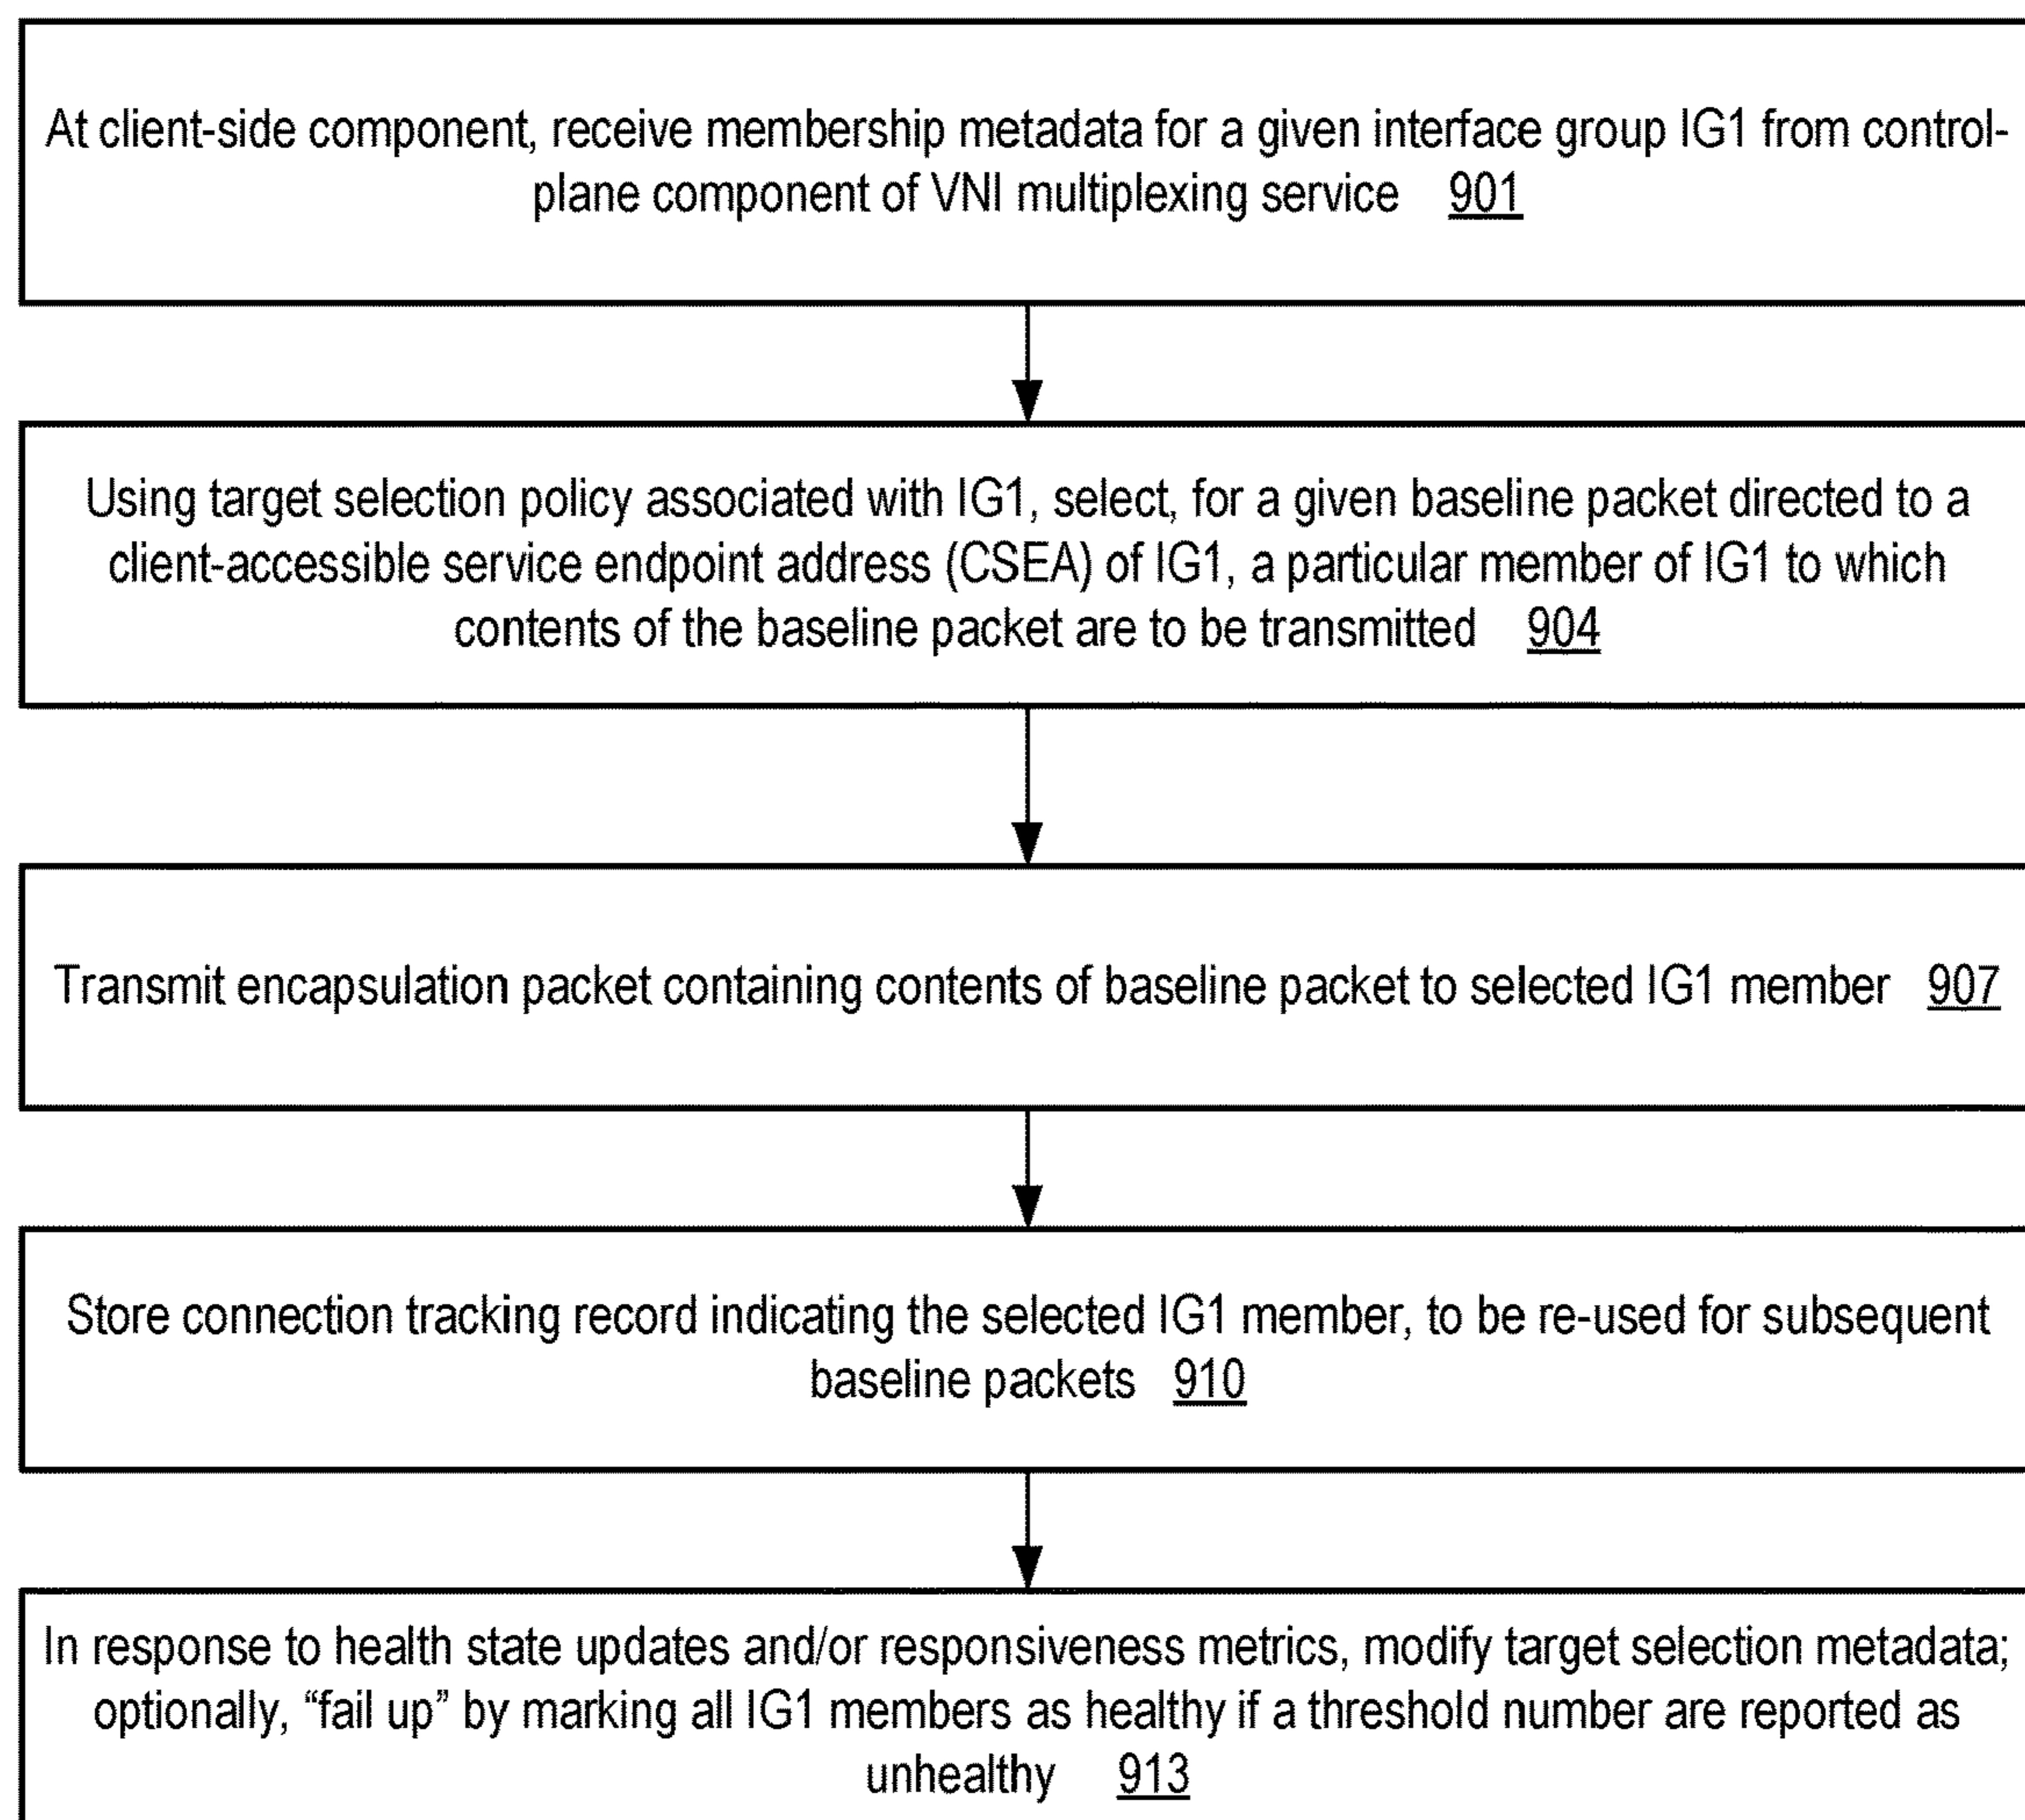 At client-side component, receive membership metadata for a given interface group IG1 from control-
plane component of VNI multiplexing service 901
Using target selection policy associated with IG1, select, for a given baseline packet directed to a
client-accessible service endpoint address (CSEA) of IG1, a particular member of IG1 to which
contents of the baseline packet are to be transmitted 904
Transmit encapsulation packet containing contents of baseline packet to selected IG1 member 907
Store connection tracking record indicating the selected IG1 member, to be re-used for subsequent
baseline packets 910
In response to health state updates and/or responsiveness metrics, modify target selection metadata;
optionally, “fail up” by marking all IG1 members as healthy if a threshold number are reported as
unhealthy 913